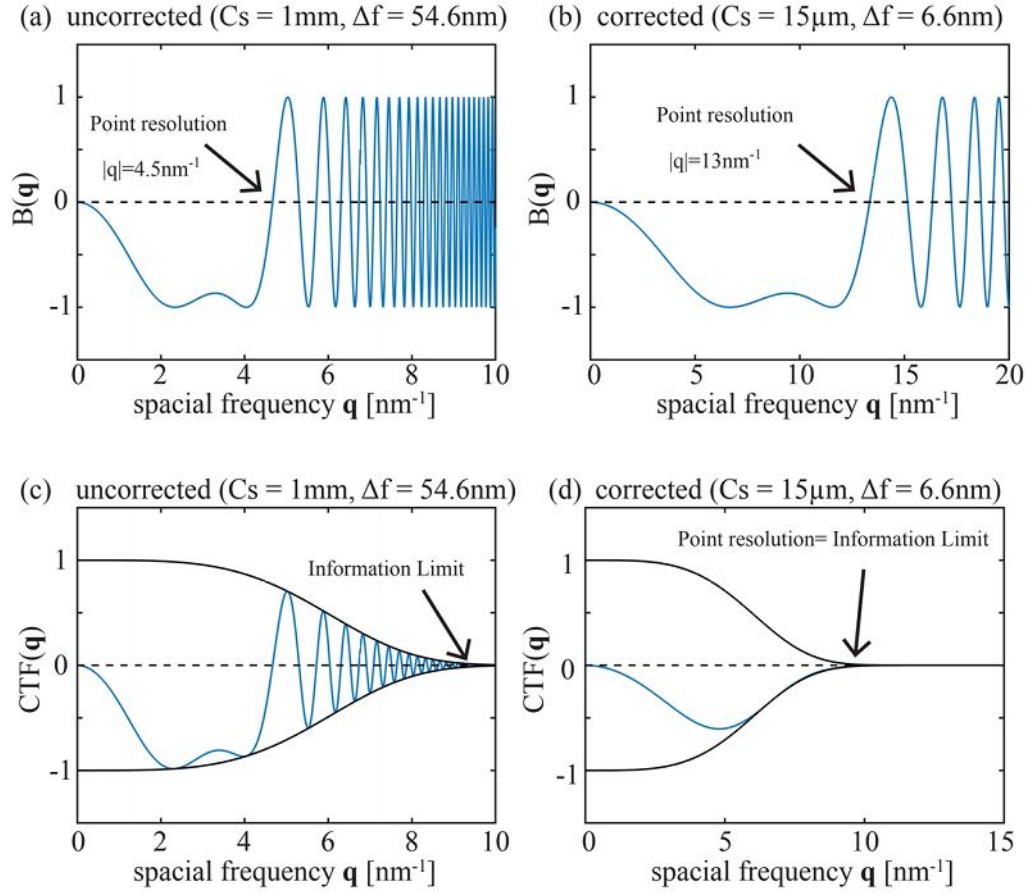 (a) uncorrected (Cs = 1mm, Δf = 54.6nm)
1
Point resolution
|q|=4.5nm⁻¹
B(q)
0
-1
0 2 4 6 8 10
spacial frequency q [nm⁻¹]
(b) corrected (Cs = 15µm, Δf = 6.6nm)
1
Point resolution
|q|=13nm⁻¹
B(q)
0
-1
0 5 10 15 20
spacial frequency q [nm⁻¹]
(c) uncorrected (Cs = 1mm, Δf = 54.6nm)
1
Information Limit
CTF(q)
0
-1
0 2 4 6 8 10
spacial frequency q [nm⁻¹]
(d) corrected (Cs = 15µm, Δf = 6.6nm)
Point resolution= Information Limit
1
CTF(q)
0
-1
0 5 10 15
spacial frequency q [nm⁻¹]